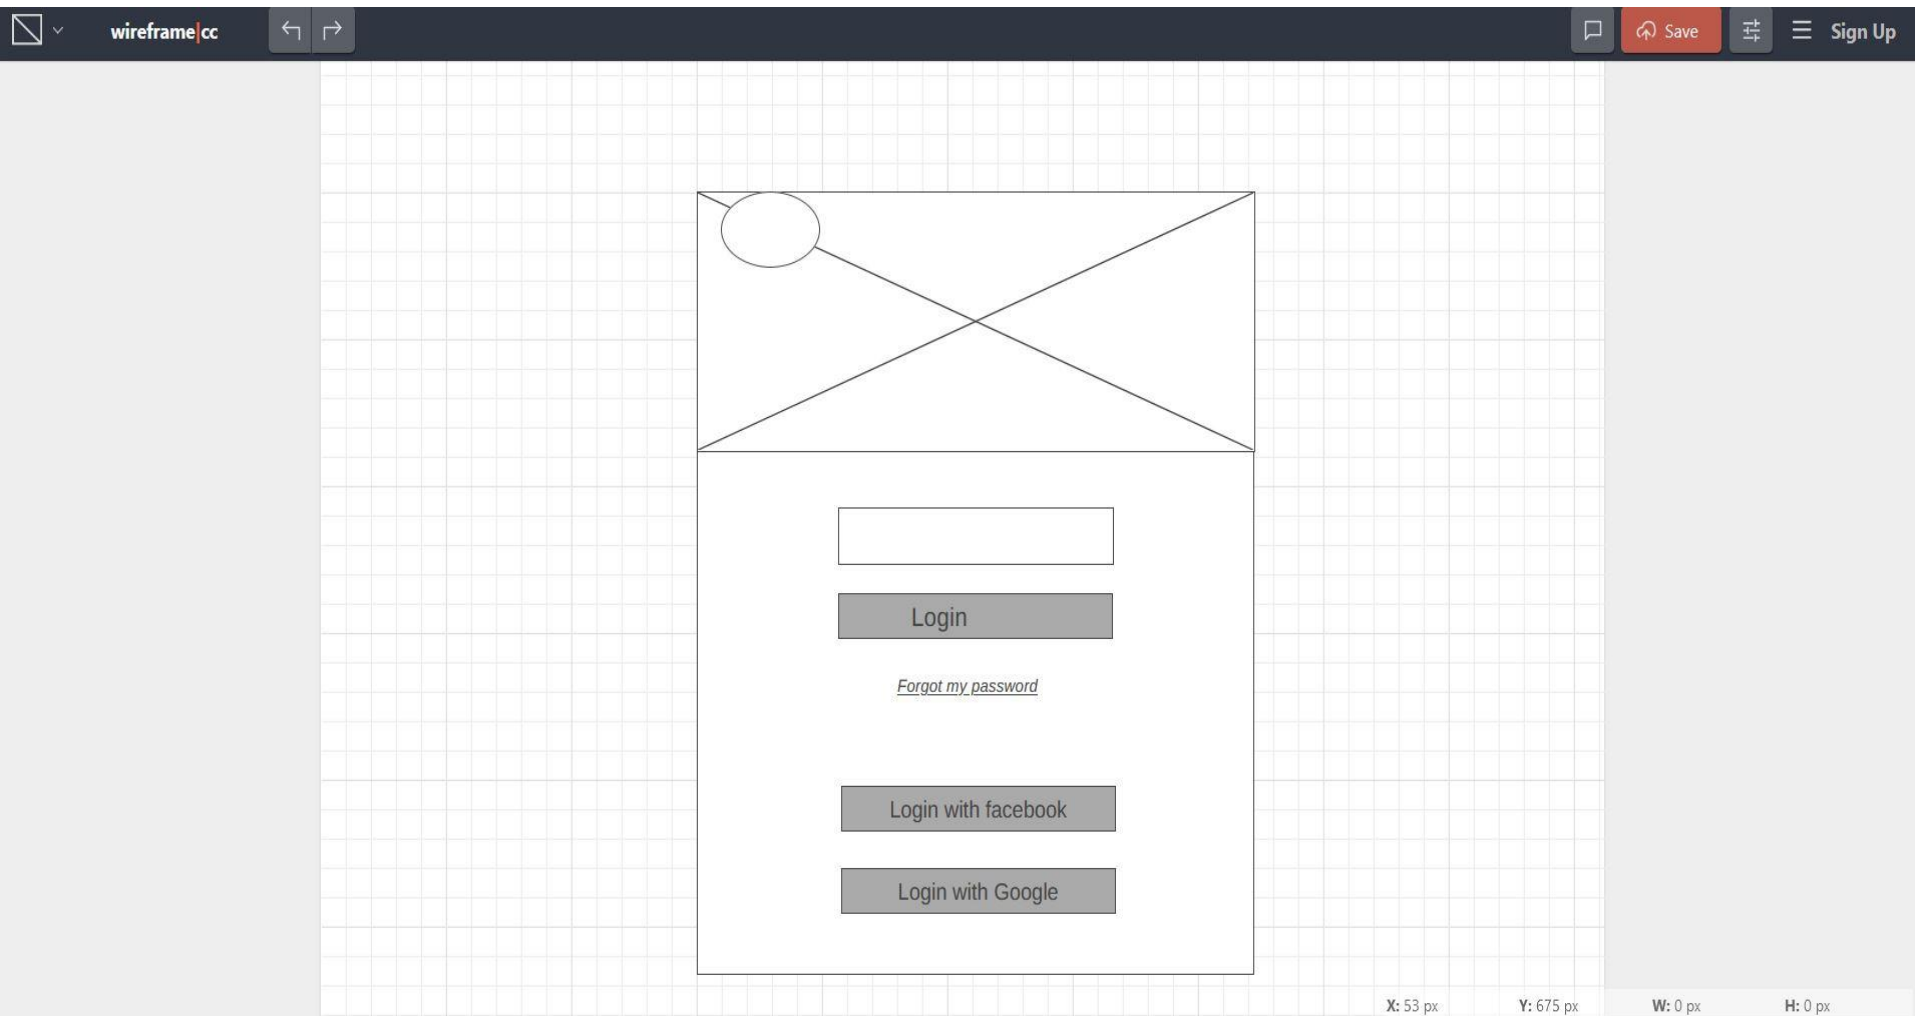 wireframe|cc
Save
Sign Up
Login
Forgot my password
Login with facebook
Login with Google
X: 53 px Y: 675 px W: 0 px H: 0 px